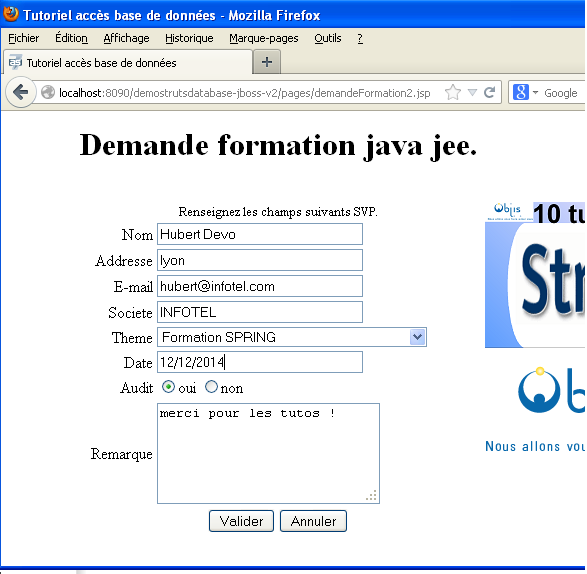 Tutoriel accès base de données - Mozilla Firefox
Fichier Édition Affichage Historique Marque-pages Outils ?
Tutoriel accès base de données
localhost:8090/demostrutsdatabase-jboss-v2/pages/demandeFormation2.jsp Google
Demande formation java jee.
Renseignez les champs suivants SVP.
Objis 10 tu
Nom Hubert Devo
Addresse lyon
E-mail hubert@infotel.com
Str
Societe INFOTEL
Theme Formation SPRING
Date 12/12/2014
Audit oui non
Remarque merci pour les tutos !
Nous allons vou
Valider Annuler